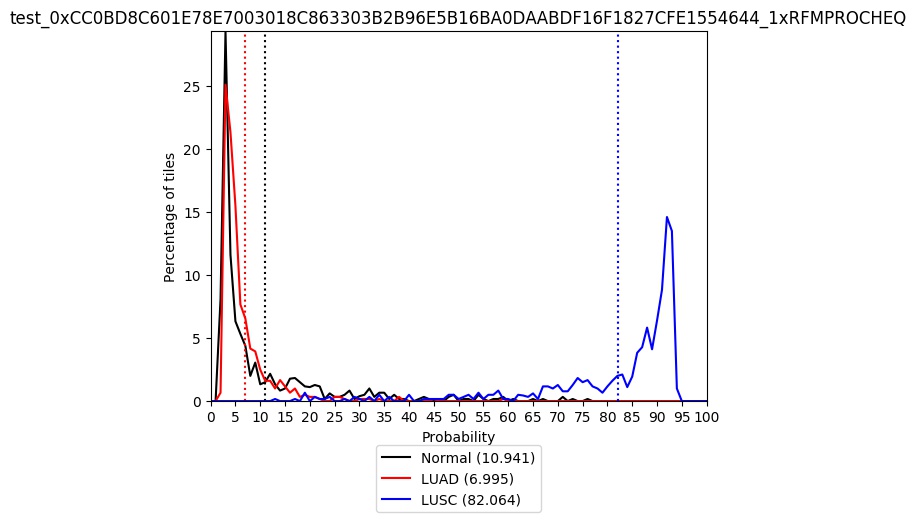 test_0xCC0BD8C601E78E7003018C863303B2B96E5B16BA0DAABDF16F1827CFE1554644_1xRFMPROCHEQ
25
20
15
10
5
0
Percentage of tiles
0 5 10 15 20 25 30 35 40 45 50 55 60 65 70 75 80 85 90 95 100
Probability
Normal (10.941)
LUAD (6.995)
LUSC (82.064)